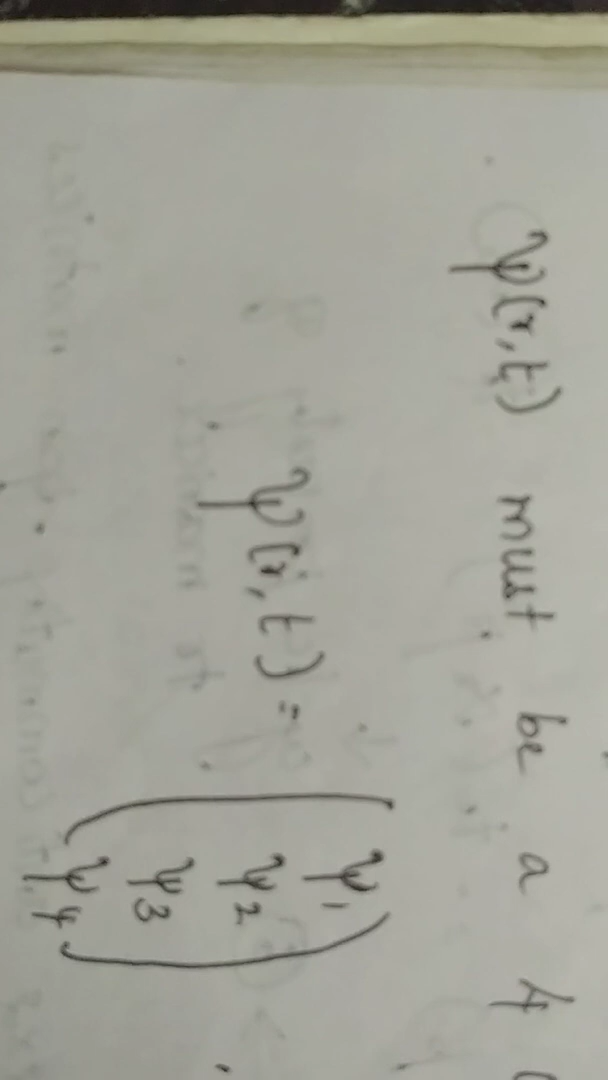 ψ(r,t) must be a 4
ψ(r,t) = (ψ1
ψ2
ψ3
ψ4)